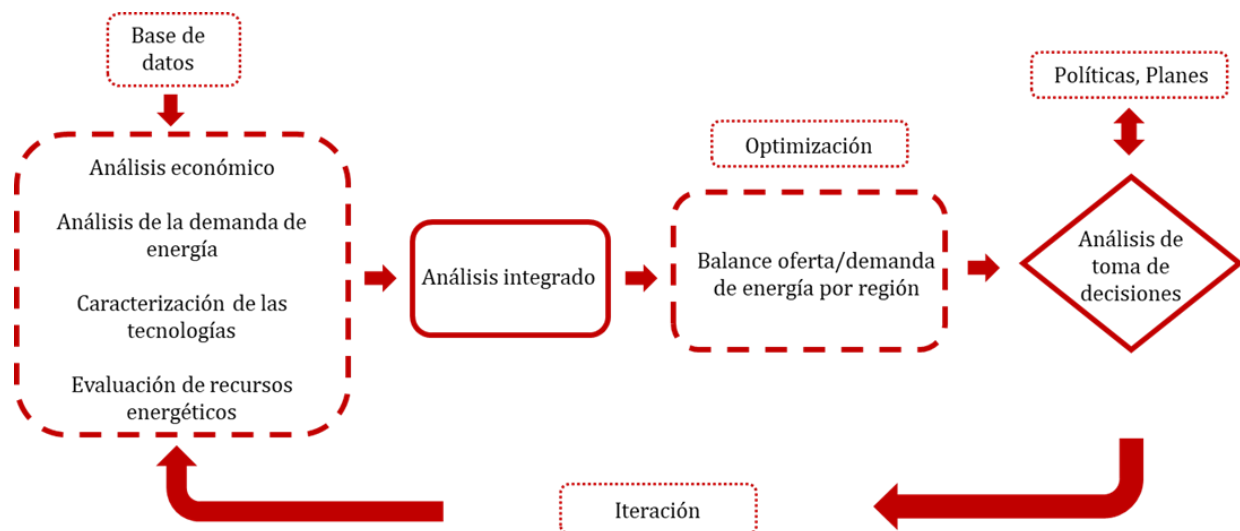 Base de
datos
Análisis económico
Análisis de la demanda de
energía
Caracterización de las
tecnologías
Evaluación de recursos
energéticos
Análisis integrado
Optimización
Balance oferta/demanda
de energía por región
Políticas, Planes
Análisis de
toma de
decisiones
Iteración